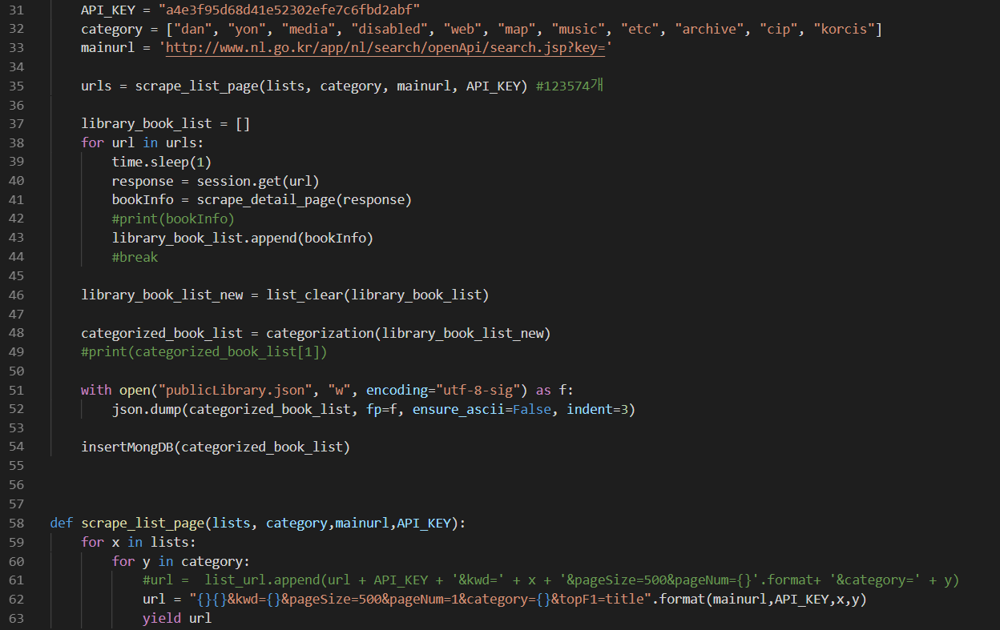 31 API_KEY = "a4e3f95d68d41e52302efe7c6fbd2abf"
32 category = ["dan", "yon", "media", "disabled", "web", "map", "music", "etc", "archive", "cip", "korcis"]
33 mainurl = 'http://www.nl.go.kr/app/nl/search/openApi/search.jsp?key='
34
35 urls = scrape_list_page(lists, category, mainurl, API_KEY) #123574개
36
37 library_book_list = []
38 for url in urls:
39 time.sleep(1)
40 response = session.get(url)
41 bookInfo = scrape_detail_page(response)
42 #print(bookInfo)
43 library_book_list.append(bookInfo)
44 #break
45
46 library_book_list_new = list_clear(library_book_list)
47
48 categorized_book_list = categorization(library_book_list_new)
49 #print(categorized_book_list[1])
50
51 with open("publicLibrary.json", "w", encoding="utf-8-sig") as f:
52 json.dump(categorized_book_list, fp=f, ensure_ascii=False, indent=3)
53
54 insertMongDB(categorized_book_list)
55
56
57
58 def scrape_list_page(lists, category,mainurl,API_KEY):
59 for x in lists:
60 for y in category:
61 #url =  list_url.append(url + API_KEY + '&kwd=' + x + '&pageSize=500&pageNum={}'.format+ '&category=' + y)
62 url = "{}{}&kwd={}&pageSize=500&pageNum=1&category={}&topF1=title".format(mainurl,API_KEY,x,y)
63 yield url